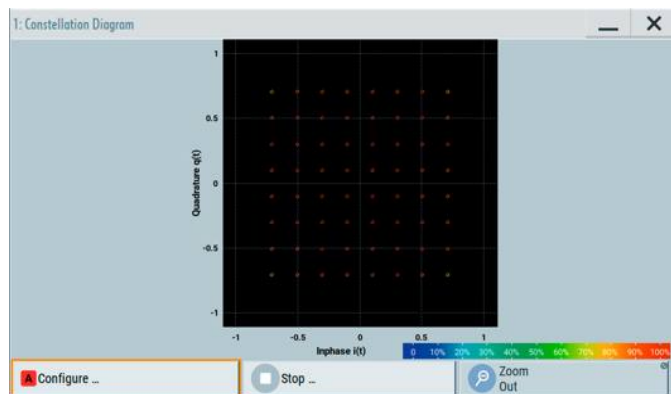 1: Constellation Diagram
1
0.5
0
-0.5
-1
Quadrature q(t)
-1 -0.5 0 0.5 1
Inphase i(t)
0 10% 20% 30% 40% 50% 60% 70% 80% 90% 100%
A Configure ...
Stop ...
Zoom
Out